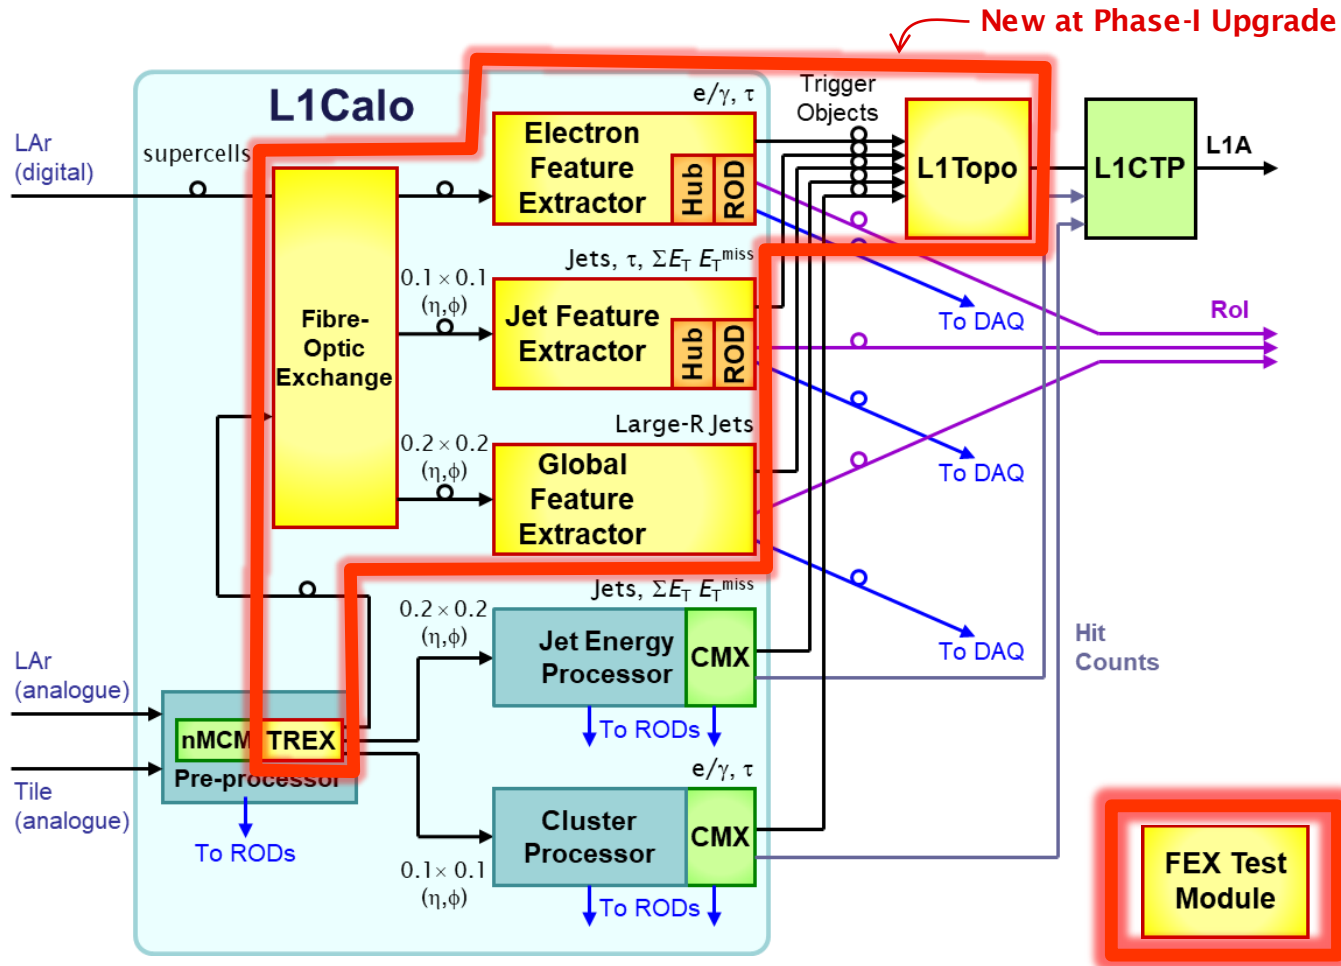 New at Phase-I Upgrade
L1Calo
e/γ, τ
Trigger
Objects
LAr
(digital)
supercells
Electron
Feature
Extractor
Hub
ROD
L1Topo
L1CTP
L1A
Jets, τ, ΣE_T E_T^miss
0.1 × 0.1
(η,ϕ)
Fibre-
Optic
Exchange
Jet Feature
Extractor
Hub
ROD
To DAQ
RoI
Large-R Jets
0.2 × 0.2
(η,ϕ)
Global
Feature
Extractor
To DAQ
Jets, ΣE_T E_T^miss
0.2 × 0.2
(η,ϕ)
Jet Energy
Processor
CMX
To DAQ
Hit
Counts
LAr
(analogue)
nMCM
TREX
Pre-processor
To RODs
e/γ, τ
Tile
(analogue)
To RODs
Cluster
Processor
CMX
0.1 × 0.1
(η,ϕ)
To RODs
FEX Test
Module